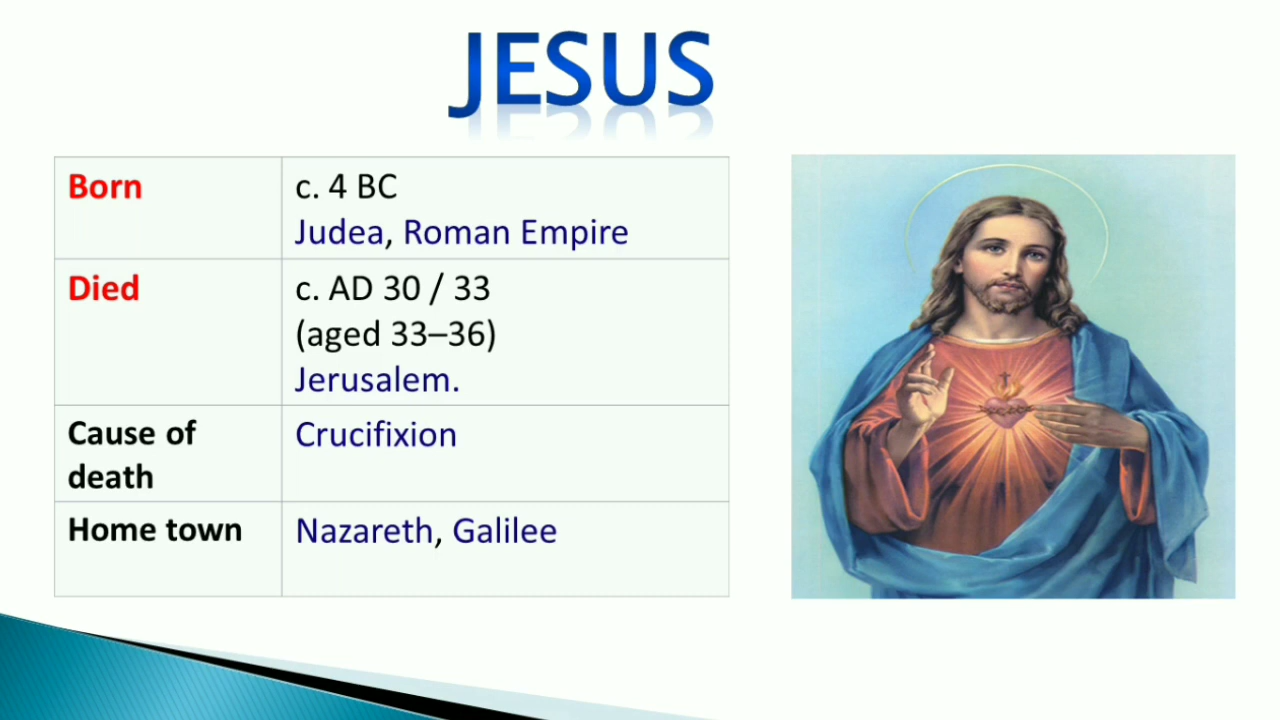 JESUS
Born
c. 4 BC
Judea, Roman Empire
Died
c. AD 30 / 33
(aged 33–36)
Jerusalem.
Cause of
death
Crucifixion
Home town
Nazareth, Galilee